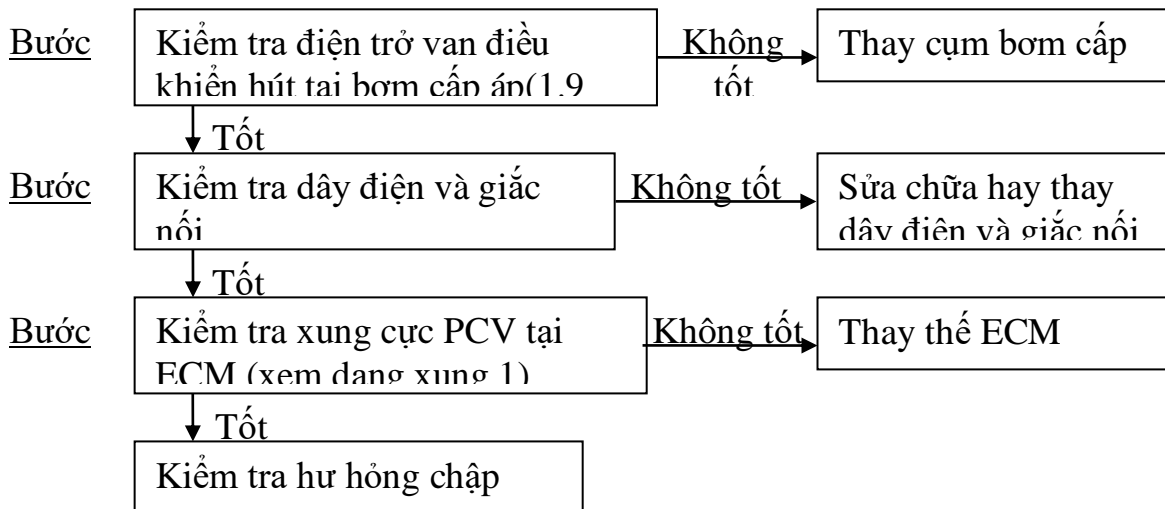 Bước
Kiểm tra điện trở van điều
khiển hút tại bơm cấp áp(1.9
Không
tốt
Thay cụm bơm cấp
Tốt
Bước
Kiểm tra dây điện và giắc
nối
Không tốt
Sửa chữa hay thay
dây điện và giắc nối
Tốt
Bước
Kiểm tra xung cực PCV tại
ECM (xem dạng xung 1)
Không tốt
Thay thế ECM
Tốt
Kiểm tra hư hỏng chập